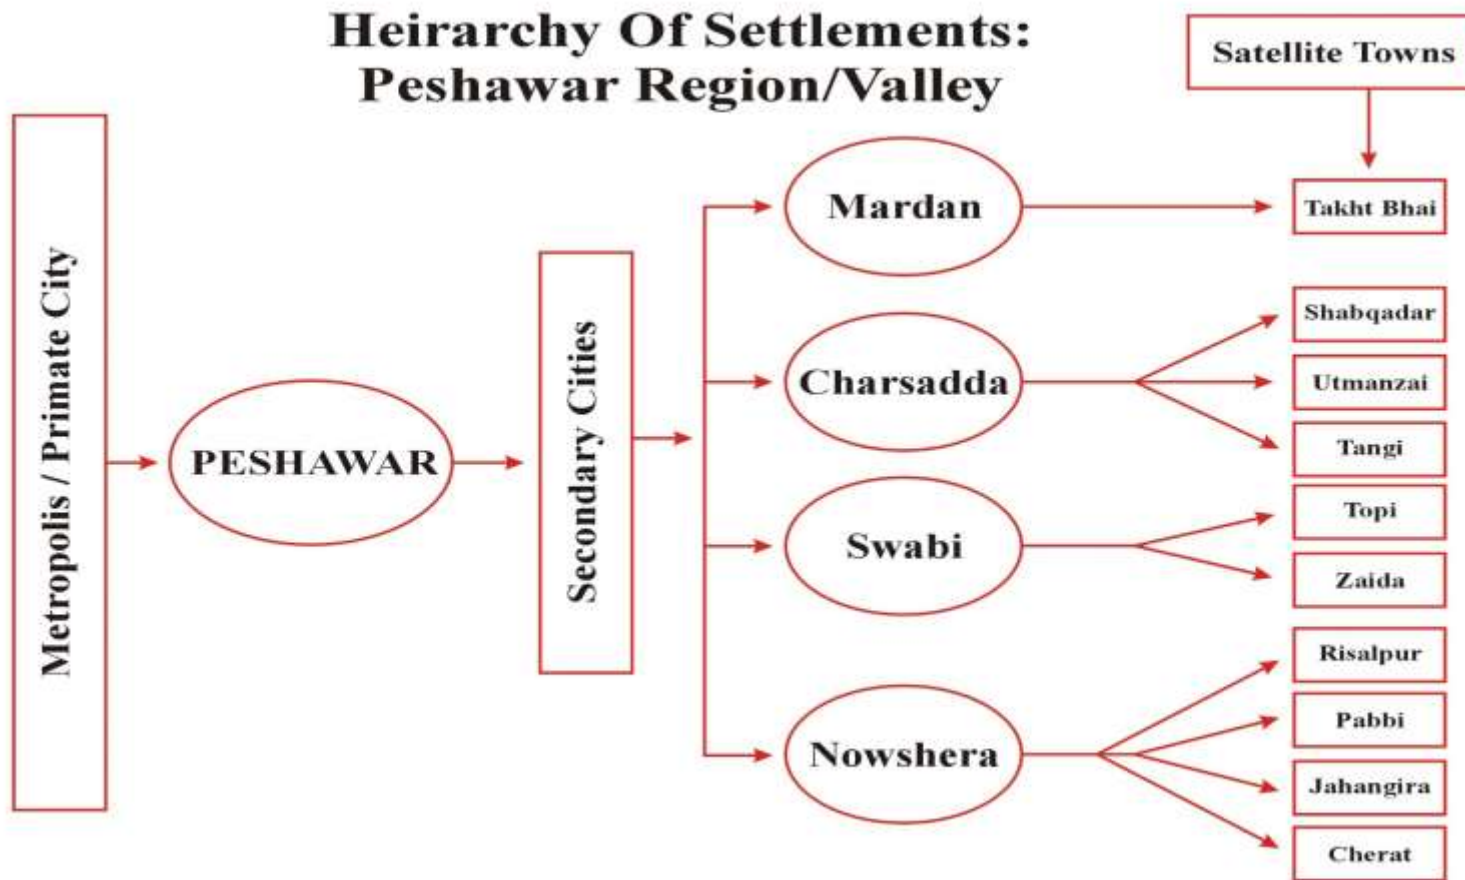 Heirarchy Of Settlements:
Peshawar Region/Valley
Satellite Towns
Metropolis / Primate City
PESHAWAR
Secondary Cities
Mardan
Takht Bhai
Charsadda
Shabqadar
Utmanzai
Tangi
Swabi
Topi
Zaida
Nowshera
Risalpur
Pabbi
Jahangira
Cherat